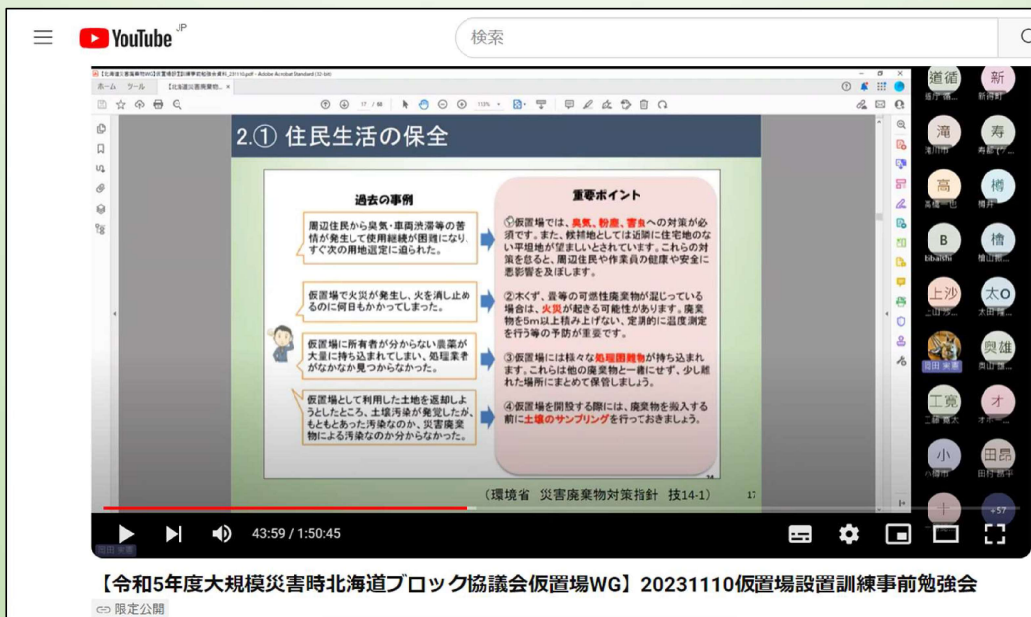 YouTube JP
検索
ホーム ツール
17 / 68
113%
2.① 住民生活の保全
過去の事例
周辺住民から臭気・車両渋滞等の苦
情が発生して使用継続が困難になり、
すぐ次の用地選定に迫られた。
仮置場で火災が発生し、火を消し止め
るのに何日もかかってしまった。
仮置場に所有者が分からない農薬が
大量に持ち込まれてしまい、処理業者
がなかなか見つからなかった。
仮置場として利用した土地を返却しよ
うとしたところ、土壌汚染が発覚したが、
もともとあった汚染なのか、災害廃棄
物による汚染なのか分からなかった。
重要ポイント
①仮置場では、臭気、粉塵、害虫への対策が必
須です。また、候補地としては近隣に住宅地のな
い平坦地が望ましいとされています。これらの対
策を怠ると、周辺住民や作業員の健康や安全に
悪影響を及ぼします。
②木くず、畳等の可燃性廃棄物が混じっている
場合は、火災が起きる可能性があります。廃棄
物を5m以上積み上げない、定期的に温度測定
を行う等の予防が重要です。
③仮置場には様々な処理困難物が持ち込まれ
ます。これらは他の廃棄物と一緒にせず、少し離
れた場所にまとめて保管しましょう。
④仮置場を開設する際には、廃棄物を搬入する
前に土壌のサンプリングを行っておきましょう。
14
(環境省 災害廃棄物対策指針 技14-1)
17
道循
新
新得町
滝
寿
滝川市
高
樽
高橋一也
樽井
B
檜
上沙
太O
奥雄
岡田 実憲
工寛
オ
小
田昂
小樽市
十
+57
43:59 / 1:50:45
【令和5年度大規模災害時北海道ブロック協議会仮置場WG】20231110仮置場設置訓練事前勉強会
限定公開